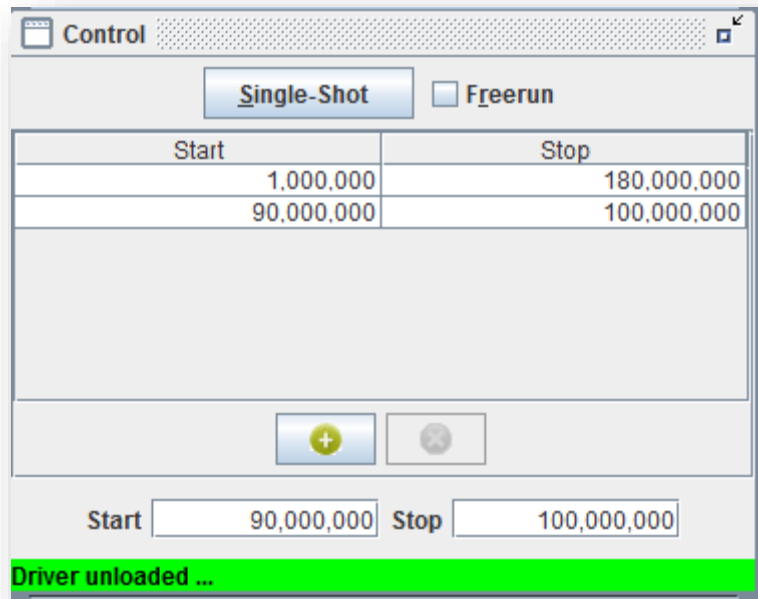 Control
Single-Shot Freerun
Start Stop
1,000,000 180,000,000
90,000,000 100,000,000
Start 90,000,000 Stop 100,000,000
Driver unloaded ...